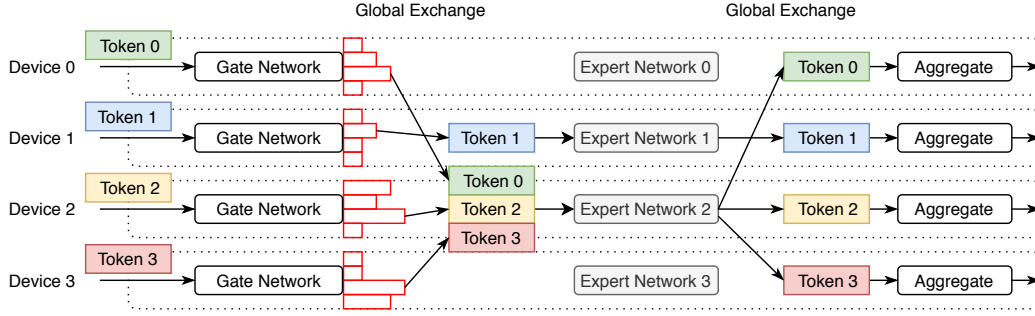 Global Exchange
Global Exchange
Token 0
Device 0
Gate Network
Expert Network 0
Token 0
Aggregate
Token 1
Device 1
Gate Network
Token 1
Expert Network 1
Token 1
Aggregate
Token 2
Device 2
Gate Network
Token 0
Token 2
Token 3
Expert Network 2
Token 2
Aggregate
Token 3
Device 3
Gate Network
Expert Network 3
Token 3
Aggregate